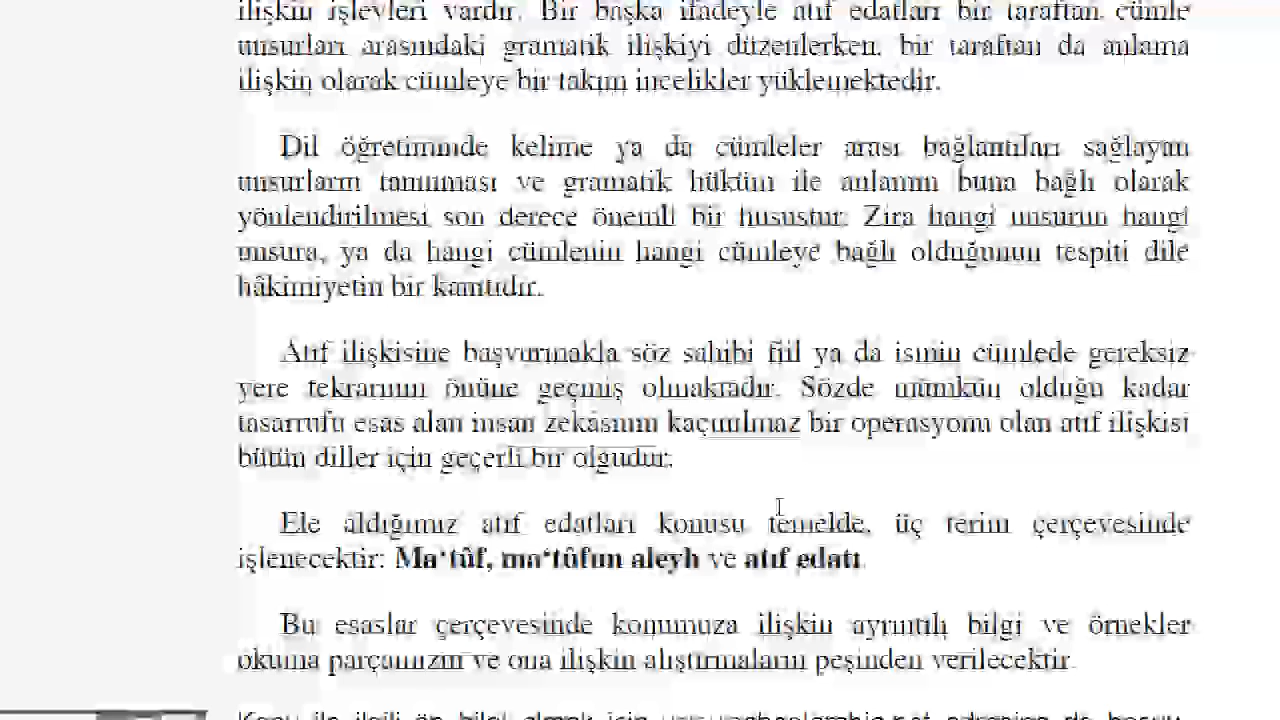 ilişkin işlevleri vardır. Bir başka ifadeyle atıf edatları bir taraftan cümle
unsurları arasındaki gramatik ilişkiyi düzenlerken, bir taraftan da anlama
ilişkin olarak cümleye bir takım incelikler yüklemektedir.
Dil öğretiminde kelime ya da cümleler arası bağlantıları sağlayan
unsurların tanınması ve gramatik hüküm ile anlamın buna bağlı olarak
yönlendirilmesi son derece önemli bir husustur. Zira hangi unsurun hangi
unsura, ya da hangi cümlenin hangi cümleye bağlı olduğunun tespiti dile
hâkimiyetin bir kanıtıdır.
Atıf ilişkisine başvurmakla söz sahibi fiil ya da ismin cümlede gereksiz
yere tekrarının önüne geçmiş olmaktadır. Sözde mümkün olduğu kadar
tasarrufu esas alan insan zekâsının kaçınılmaz bir operasyonu olan atıf ilişkisi
bütün diller için geçerli bir olgudur.
Ele aldığımız atıf edatları konusu temelde, üç terim çerçevesinde
işlenecektir: Ma‘tûf, ma‘tûfun aleyh ve atıf edatı.
Bu esaslar çerçevesinde konumuza ilişkin ayrıntılı bilgi ve örnekler
okuma parçamızın ve ona ilişkin alıştırmaların peşinden verilecektir.
Konu ile ilgili ön bilgi almak için